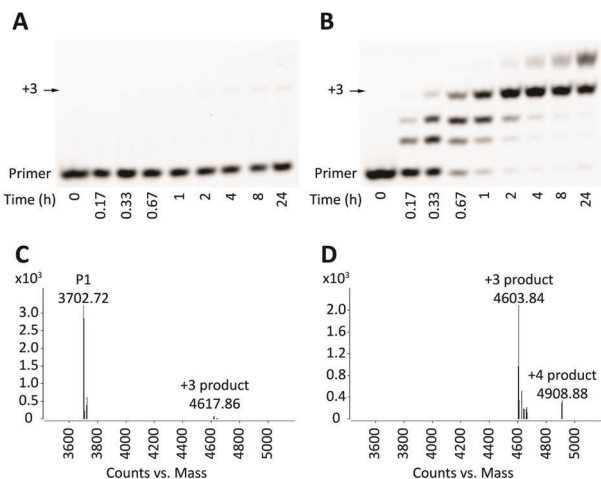 A
B
+3
+3
Primer
Primer
Time (h) 0 0.17 0.33 0.67 1 2 4 8 24
Time (h) 0 0.17 0.33 0.67 1 2 4 8 24
C
D
x10³
P1
3702.72
3.0
2.5
2.0
1.5
1.0
0.5
0
+3 product
4617.86
3600 3800 4000 4200 4400 4600 4800 5000
Counts vs. Mass
x10³
+3 product
4603.84
2.0
1.6
1.2
0.8
0.4
0
+4 product
4908.88
3600 3800 4000 4200 4400 4600 4800 5000
Counts vs. Mass